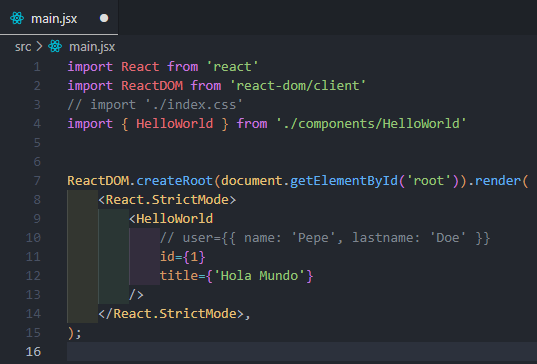 main.jsx
src > main.jsx
1 import React from 'react'
2 import ReactDOM from 'react-dom/client'
3 // import './index.css'
4 import { HelloWorld } from './components/HelloWorld'
5
6
7 ReactDOM.createRoot(document.getElementById('root')).render(
8 <React.StrictMode>
9 <HelloWorld
10 // user={{ name: 'Pepe', lastname: 'Doe' }}
11 id={1}
12 title={'Hola Mundo'}
13 />
14 </React.StrictMode>,
15 );
16